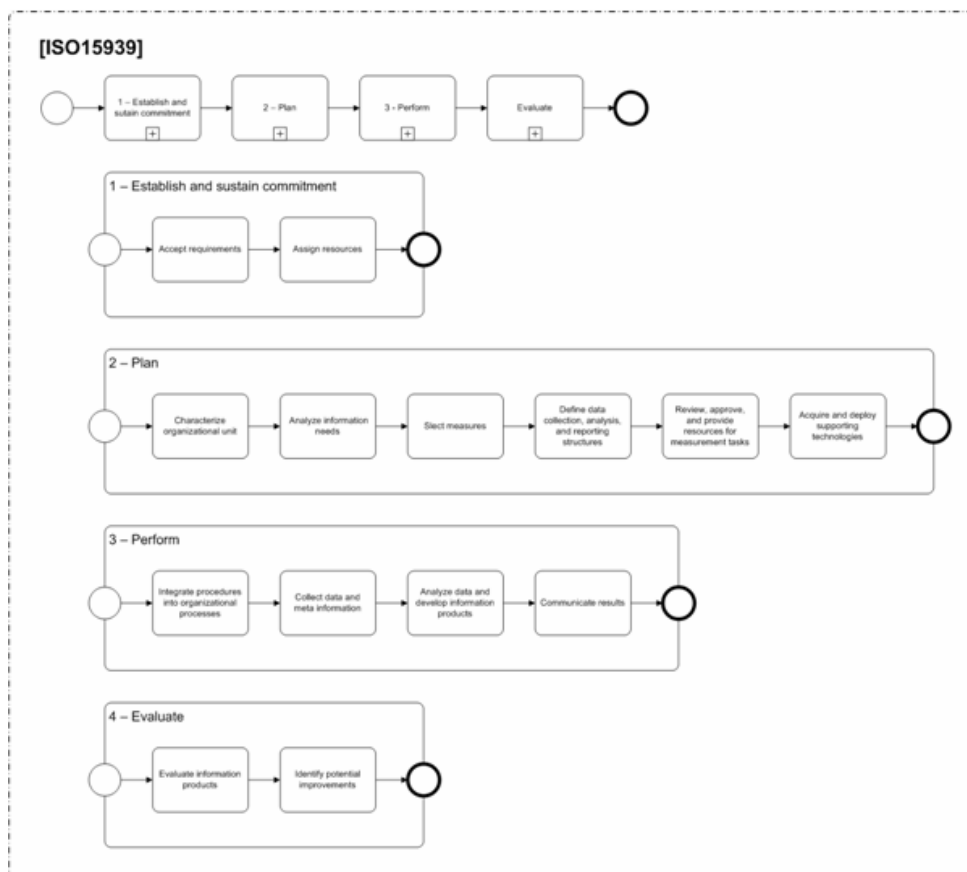 [ISO15939]
1 – Establish and
sutain commitment
2 – Plan
3 - Perform
Evaluate
1 – Establish and sustain commitment
Accept requirements
Assign resources
2 – Plan
Characterize
organizational unit
Analyze information
needs
Slect measures
Define data
collection, analysis,
and reporting
structures
Review, approve,
and provide
resources for
measurement tasks
Acquire and deploy
supporting
technologies
3 – Perform
Integrate procedures
into organizational
processes
Collect data and
meta information
Analyze data and
develop information
products
Communicate results
4 – Evaluate
Evaluate information
products
Identify potential
improvements